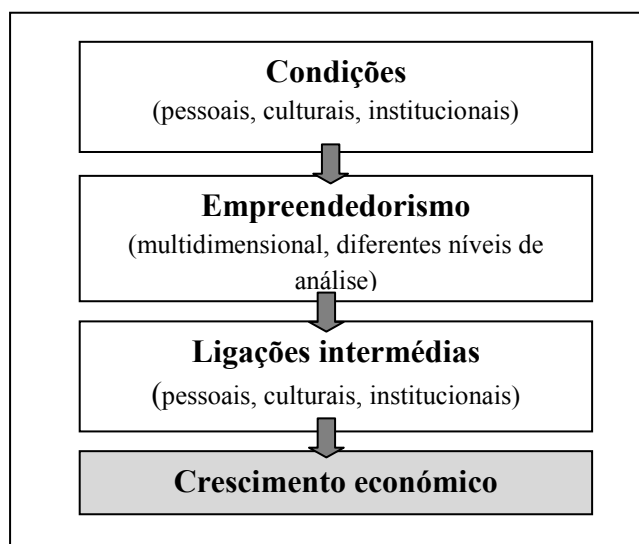 Condições
(pessoais, culturais, institucionais)
Empreendedorismo
(multidimensional, diferentes níveis de
análise)
Ligações intermédias
(pessoais, culturais, institucionais)
Crescimento económico